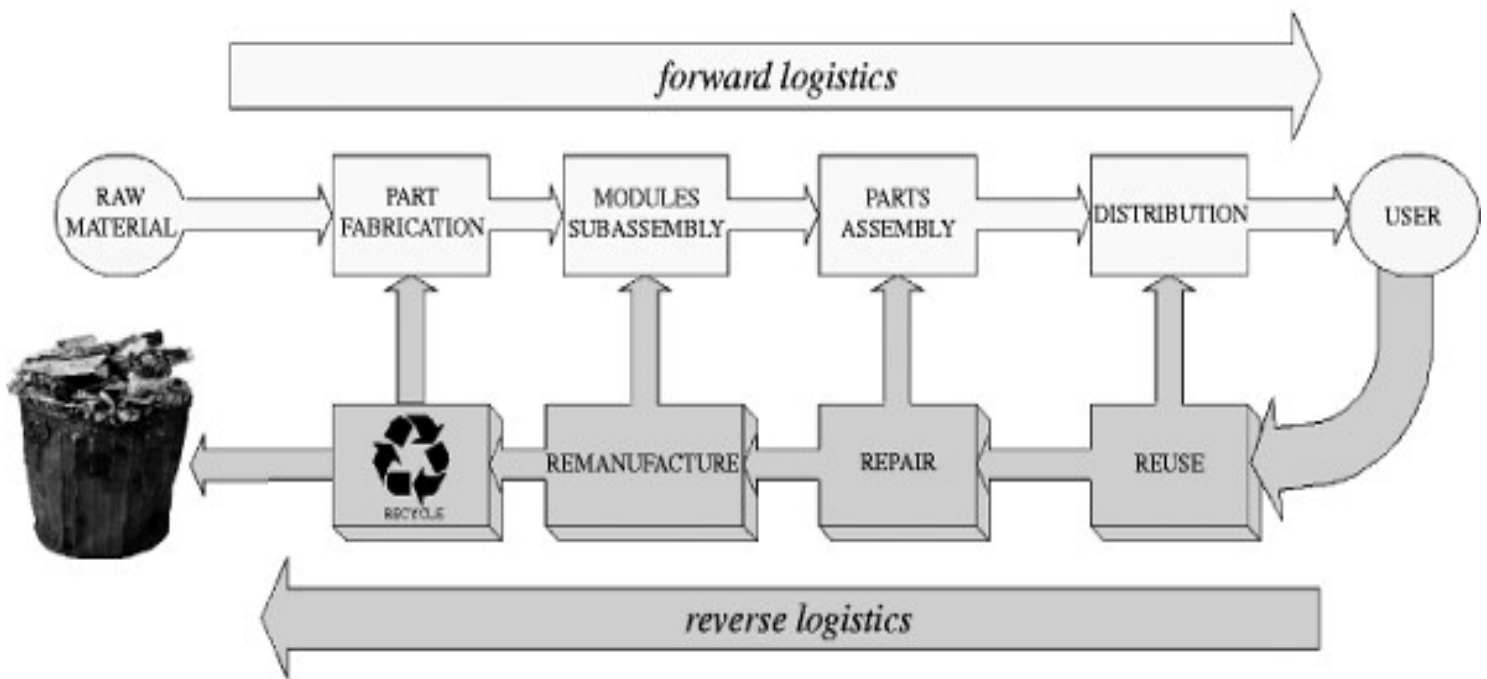 forward logistics
RAW
MATERIAL
PART
FABRICATION
MODULES
SUBASSEMBLY
PARTS
ASSEMBLY
DISTRIBUTION
USER
RECYCLE
REMANUFACTURE
REPAIR
REUSE
reverse logistics